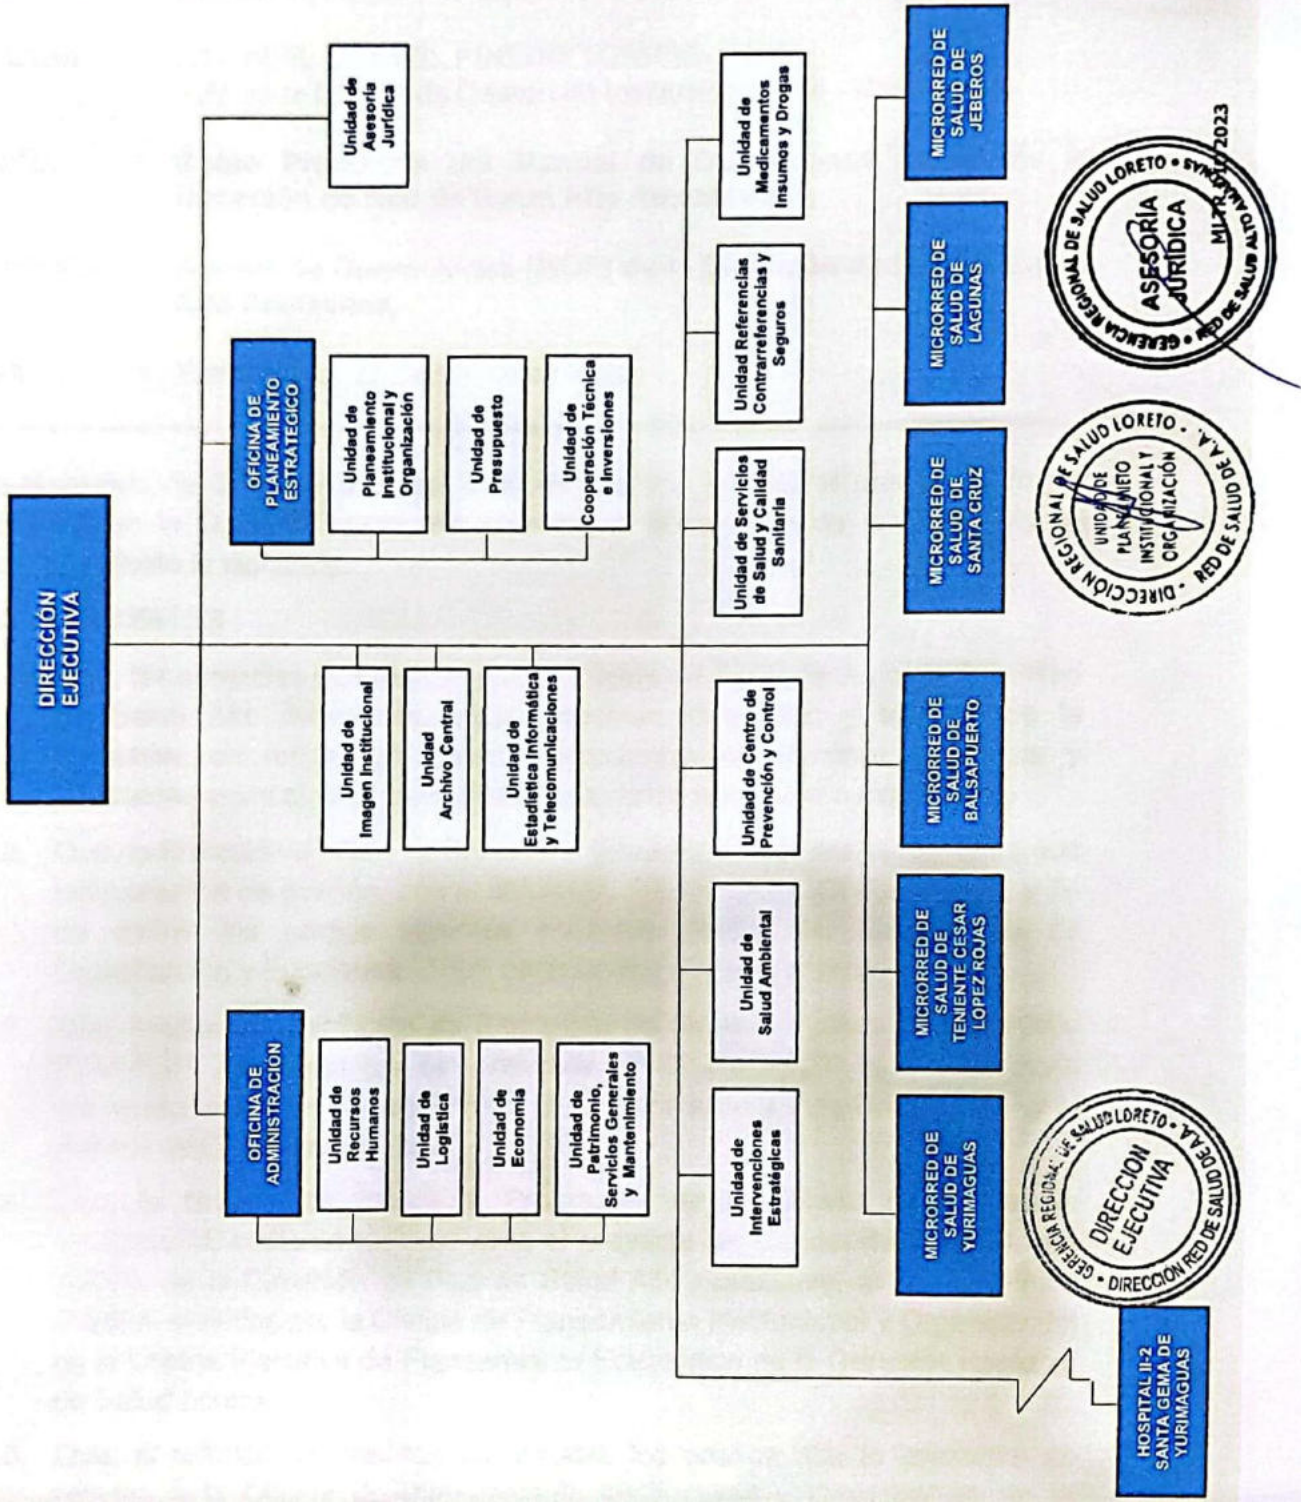 DIRECCIÓN
EJECUTIVA
Unidad de
Asesoría
Jurídica
OFICINA DE
ADMINISTRACIÓN
Unidad de
Recursos
Humanos
Unidad de
Logística
Unidad de
Economía
Unidad de
Patrimonio,
Servicios Generales
y Mantenimiento
Unidad de
Imagen Institucional
Unidad
Archivo Central
Unidad de
Estadística Informática
y Telecomunicaciones
OFICINA DE
PLANEAMIENTO
ESTRATÉGICO
Unidad de
Planeamiento
Institucional y
Organización
Unidad de
Presupuesto
Unidad de
Cooperación Técnica
e Inversiones
Unidad de
Intervenciones
Estratégicas
Unidad de
Salud Ambiental
Unidad de Centro de
Prevención y Control
Unidad de Servicios
de Salud y Calidad
Sanitaria
Unidad Referencias
Contrarreferencias y
Seguros
Unidad de
Medicamentos
Insumos y Drogas
MICRORRED DE
SALUD DE
YURIMAGUAS
MICRORRED DE
SALUD DE
TENIENTE CESAR
LOPEZ ROJAS
MICRORRED DE
SALUD DE
BALSAPUERTO
MICRORRED DE
SALUD DE
SANTA CRUZ
MICRORRED DE
SALUD DE
LAGUNAS
MICRORRED DE
SALUD DE
JEBEROS
HOSPITAL II-2
SANTA GEMA DE
YURIMAGUAS
GERENCIA REGIONAL DE SALUD LORETO
DIRECCION
EJECUTIVA
DIRECCIÓN RED DE SALUD DE A.A.
DIRECCIÓN REGIONAL DE SALUD LORETO
UNIDAD DE
PLANEAMIENTO
INSTITUCIONAL Y
ORGANIZACIÓN
RED DE SALUD DE A.A.
GERENCIA REGIONAL DE SALUD LORETO
ASESORÍA
JURÍDICA
RED DE SALUD ALTO AMAZONAS